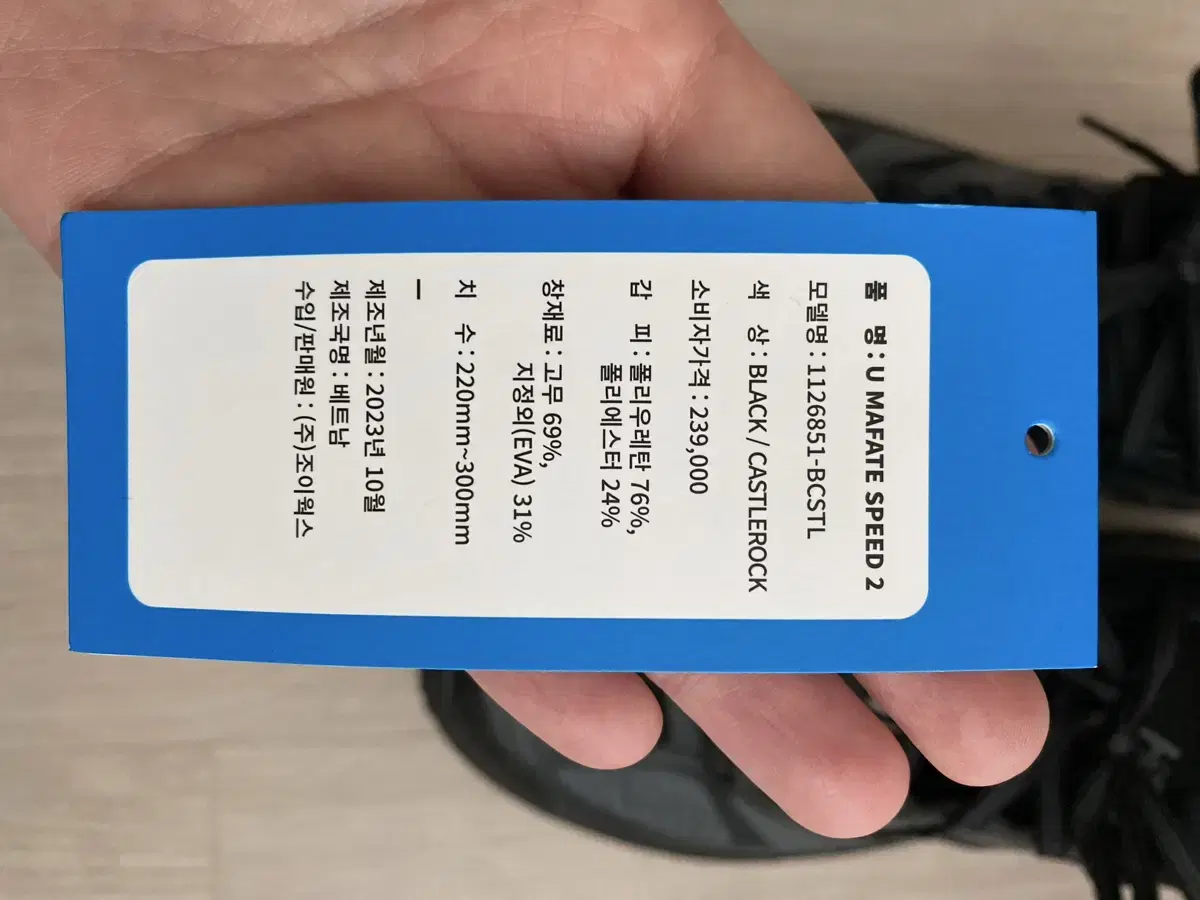 품 명 : U MAFATE SPEED 2
모델명 : 1126851-BCSTL
색 상 : BLACK / CASTLEROCK
소비자가격 : 239,000
갑 피 : 폴리우레탄 76%,
폴리에스터 24%
창재료 : 고무 69%,
지정외(EVA) 31%
치 수 : 220mm~300mm
–
제조년월 : 2023년 10월
제조국명 : 베트남
수입/판매원 : (주)조이웍스